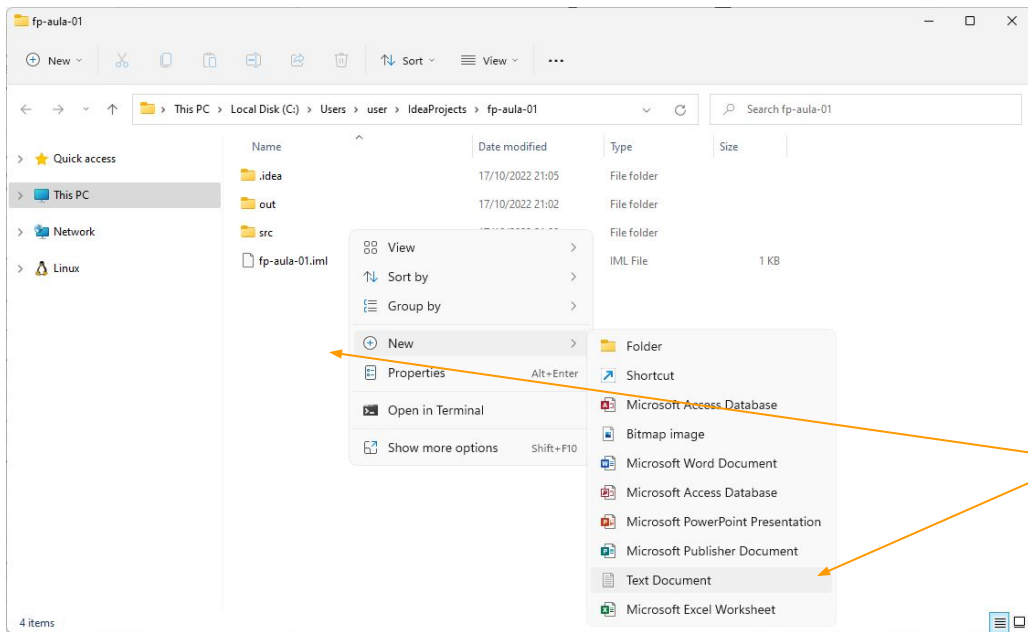 fp-aula-01
New
Sort
View
This PC > Local Disk (C:) > Users > user > IdeaProjects > fp-aula-01
Search fp-aula-01
Quick access
This PC
Network
Linux
Name Date modified Type Size
.idea 17/10/2022 21:05 File folder
out 17/10/2022 21:02 File folder
src File folder
fp-aula-01.iml IML File 1 KB
View
Sort by
Group by
New
Properties Alt+Enter
Open in Terminal
Show more options Shift+F10
Folder
Shortcut
Microsoft Access Database
Bitmap image
Microsoft Word Document
Microsoft Access Database
Microsoft PowerPoint Presentation
Microsoft Publisher Document
Text Document
Microsoft Excel Worksheet
4 items